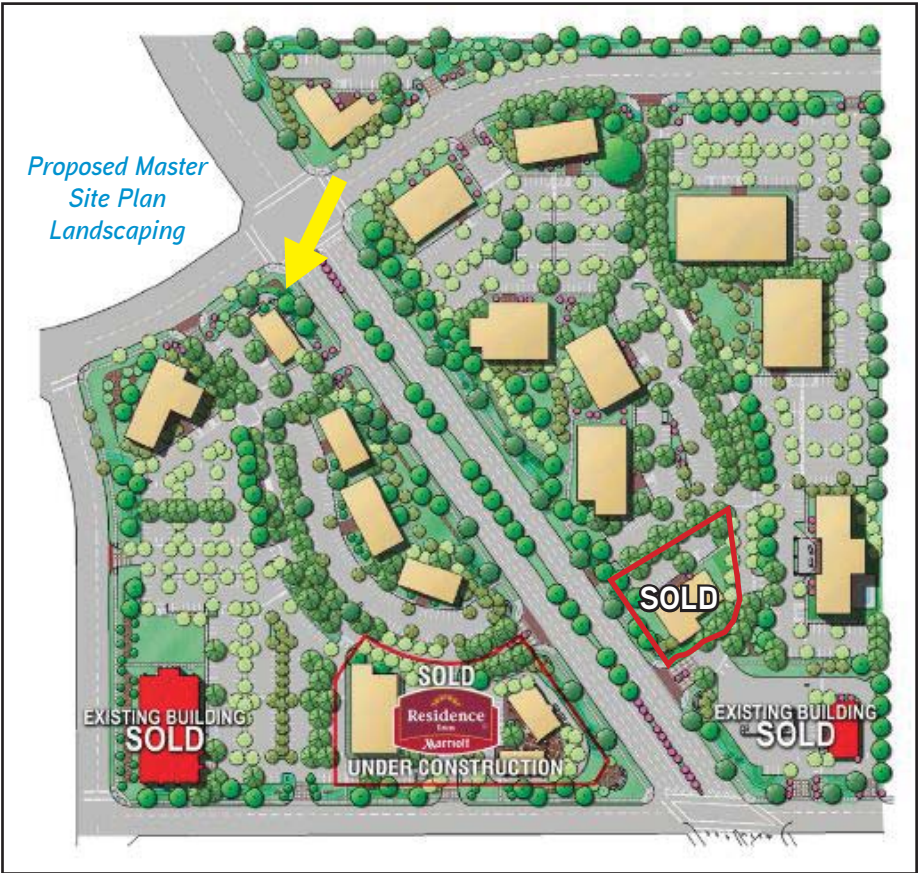 Proposed Master
Site Plan
Landscaping
SOLD
SOLD
Residence
Inn
Marriott
UNDER CONSTRUCTION
EXISTING BUILDING
SOLD
EXISTING BUILDING
SOLD